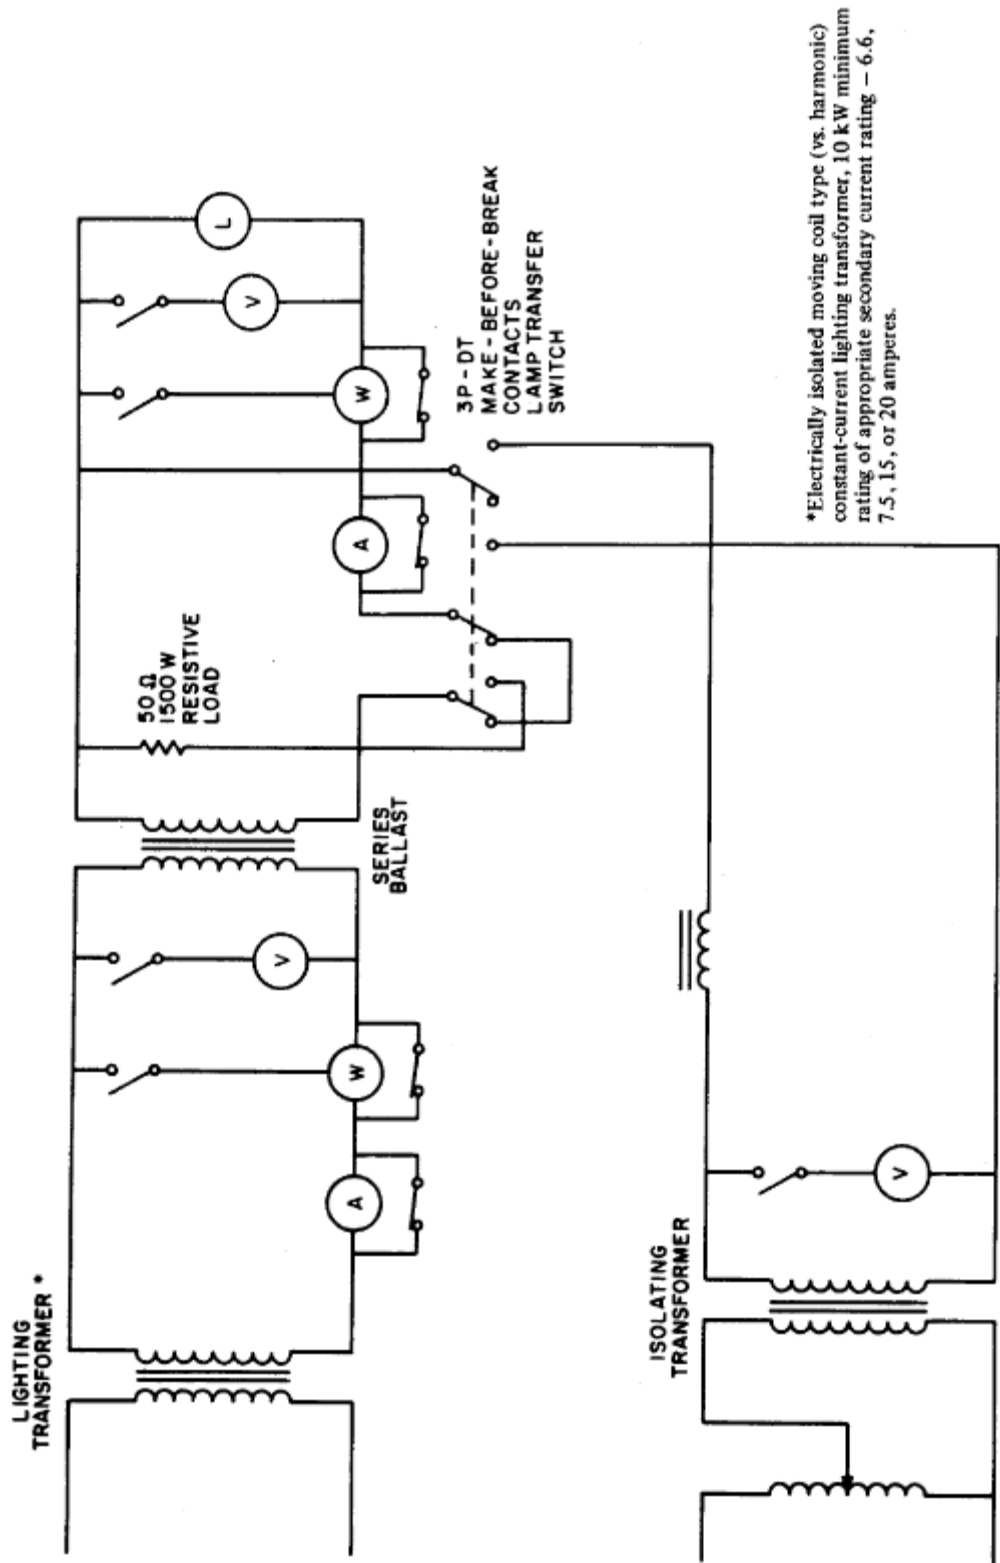 LIGHTING
TRANSFORMER *
A
W
V
SERIES
BALLAST
50 Ω
1500 W
RESISTIVE
LOAD
A
W
V
L
3P-DT
MAKE-BEFORE-BREAK
CONTACTS
LAMP TRANSFER
SWITCH
ISOLATING
TRANSFORMER
V
*Electrically isolated moving coil type (vs. harmonic)
constant-current lighting transformer, 10 kW minimum
rating of appropriate secondary current rating – 6.6,
7.5, 15, or 20 amperes.